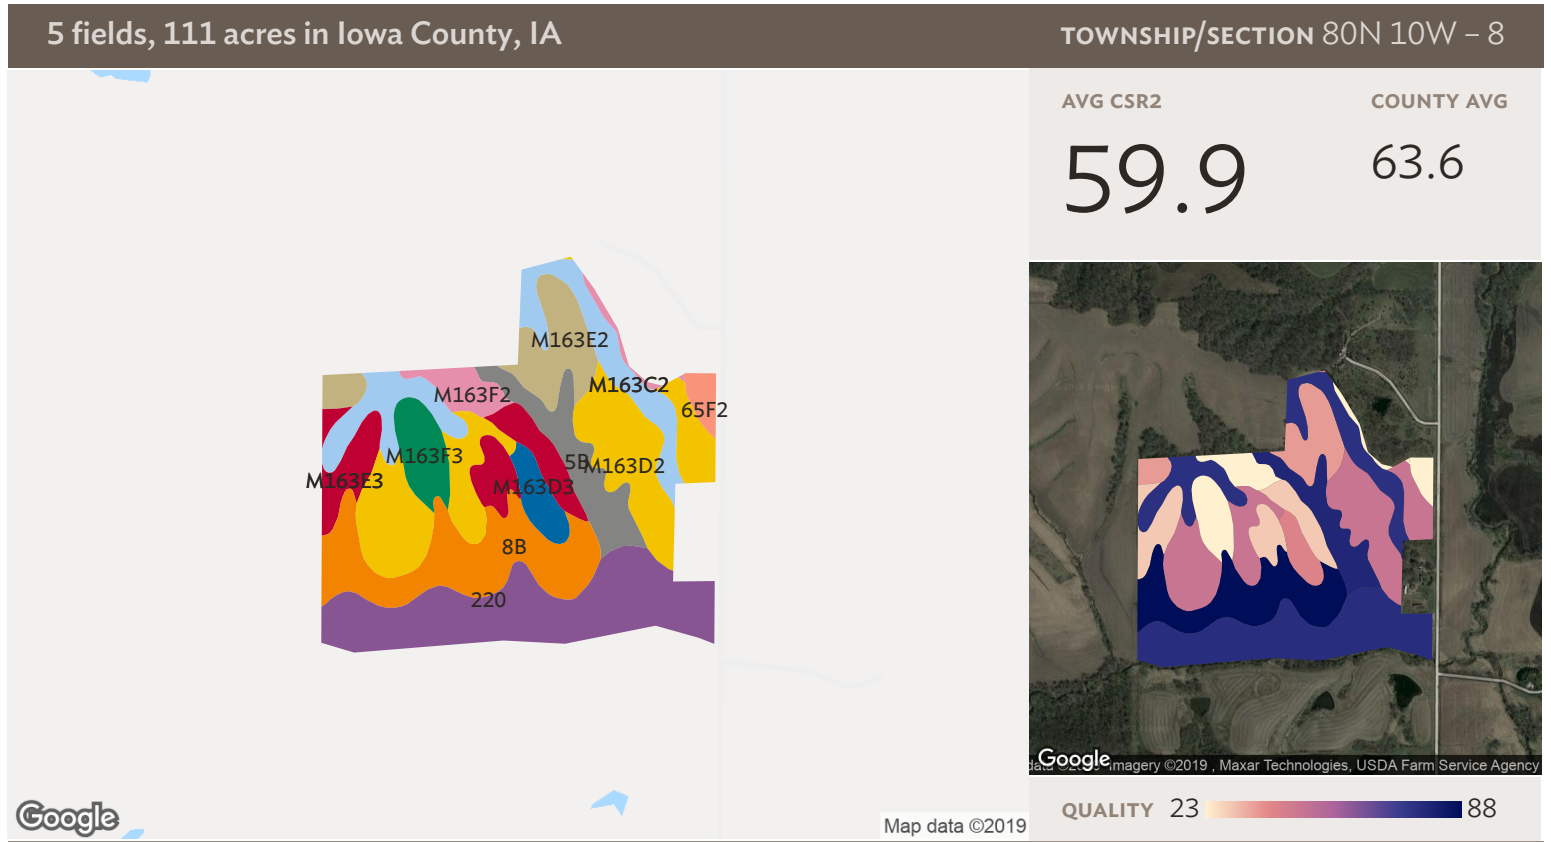 5 fields, 111 acres in Iowa County, IA
TOWNSHIP/SECTION 80N 10W – 8
AVG CSR2
COUNTY AVG
59.9
63.6
M163E2
M163C2
M163F2
65F2
M163F3
5B
M163D2
M163E3
M163D3
8B
220
Google
Map data ©2019
Google
Imagery ©2019 , Maxar Technologies, USDA Farm Service Agency
QUALITY 23 88